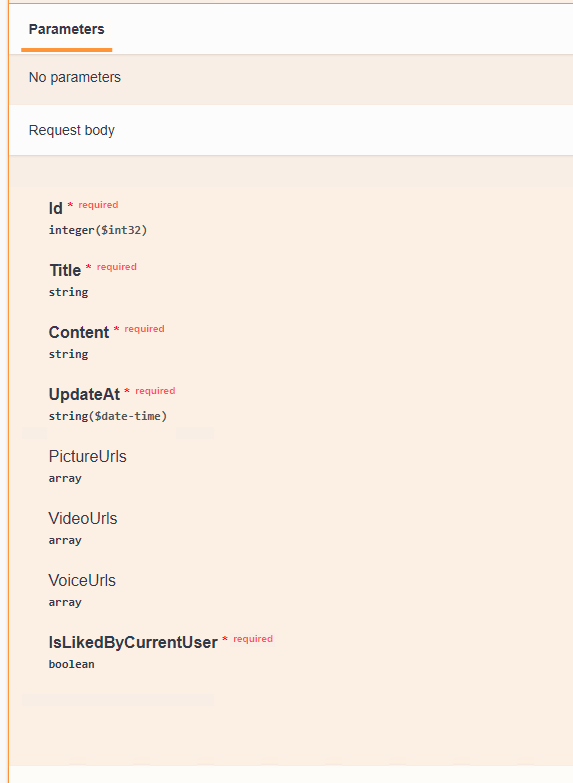 Parameters
No parameters
Request body
Id * required
integer($int32)
Title * required
string
Content * required
string
UpdateAt * required
string($date-time)
PictureUrls
array
VideoUrls
array
VoiceUrls
array
IsLikedByCurrentUser * required
boolean